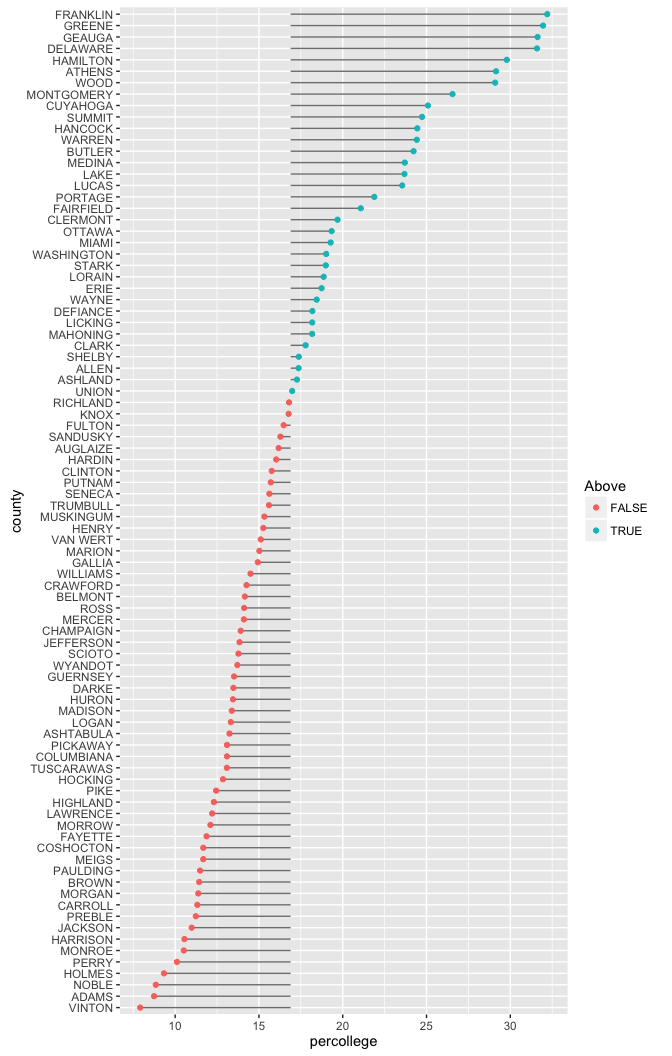 FRANKLIN
GREENE
GEAUGA
DELAWARE
HAMILTON
ATHENS
WOOD
MONTGOMERY
CUYAHOGA
SUMMIT
HANCOCK
WARREN
BUTLER
MEDINA
LAKE
LUCAS
PORTAGE
FAIRFIELD
CLERMONT
OTTAWA
MIAMI
WASHINGTON
STARK
LORAIN
ERIE
WAYNE
DEFIANCE
LICKING
MAHONING
CLARK
SHELBY
ALLEN
ASHLAND
UNION
RICHLAND
KNOX
FULTON
SANDUSKY
AUGLAIZE
HARDIN
CLINTON
PUTNAM
SENECA
TRUMBULL
MUSKINGUM
HENRY
VAN WERT
MARION
GALLIA
WILLIAMS
CRAWFORD
BELMONT
ROSS
MERCER
CHAMPAIGN
JEFFERSON
SCIOTO
WYANDOT
GUERNSEY
DARKE
HURON
MADISON
LOGAN
ASHTABULA
PICKAWAY
COLUMBIANA
TUSCARAWAS
HOCKING
PIKE
HIGHLAND
LAWRENCE
MORROW
FAYETTE
COSHOCTON
MEIGS
PAULDING
BROWN
MORGAN
CARROLL
PREBLE
JACKSON
HARRISON
MONROE
PERRY
HOLMES
NOBLE
ADAMS
VINTON
county
10 15 20 25 30
percollege
Above
FALSE
TRUE